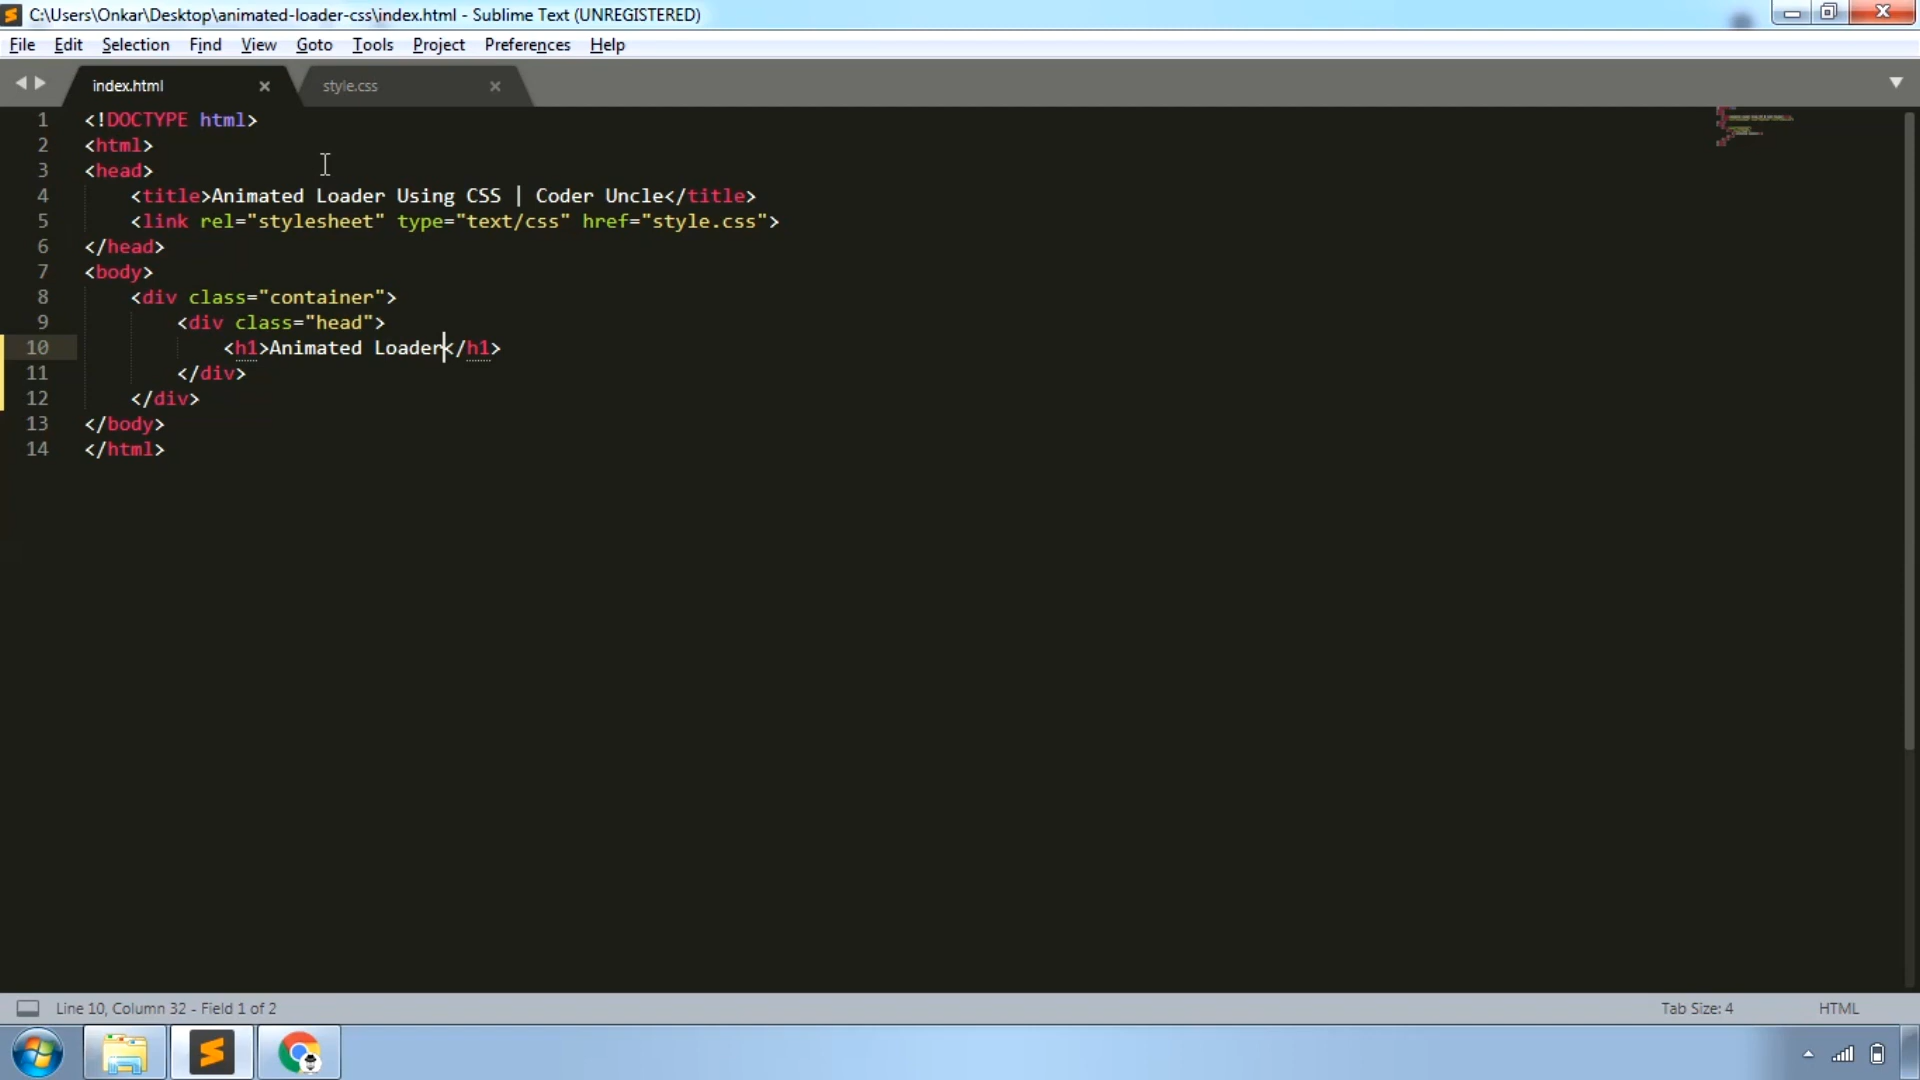 C:\Users\Onkar\Desktop\animated-loader-css\index.html - Sublime Text (UNREGISTERED)
File Edit Selection Find View Goto Tools Project Preferences Help
index.html style.css
1 <!DOCTYPE html>
2 <html>
3 <head>
4 <title>Animated Loader Using CSS | Coder Uncle</title>
5 <link rel="stylesheet" type="text/css" href="style.css">
6 </head>
7 <body>
8 <div class="container">
9 <div class="head">
10 <h1>Animated Loader</h1>
11 </div>
12 </div>
13 </body>
14 </html>
Line 10, Column 32 - Field 1 of 2 Tab Size: 4 HTML